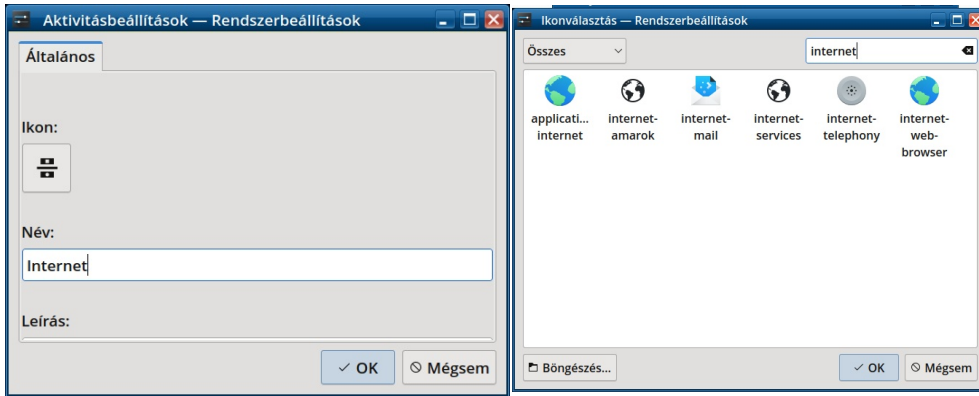 Aktivitásbeállítások — Rendszerbeállítások
Általános
Ikon:
Név:
Internet
Leírás:
OK
Mégsem
Ikonválasztás — Rendszerbeállítások
Összes
internet
applicati...
internet
internet-
amarok
internet-
mail
internet-
services
internet-
telephony
internet-
web-
browser
Böngészés...
OK
Mégsem